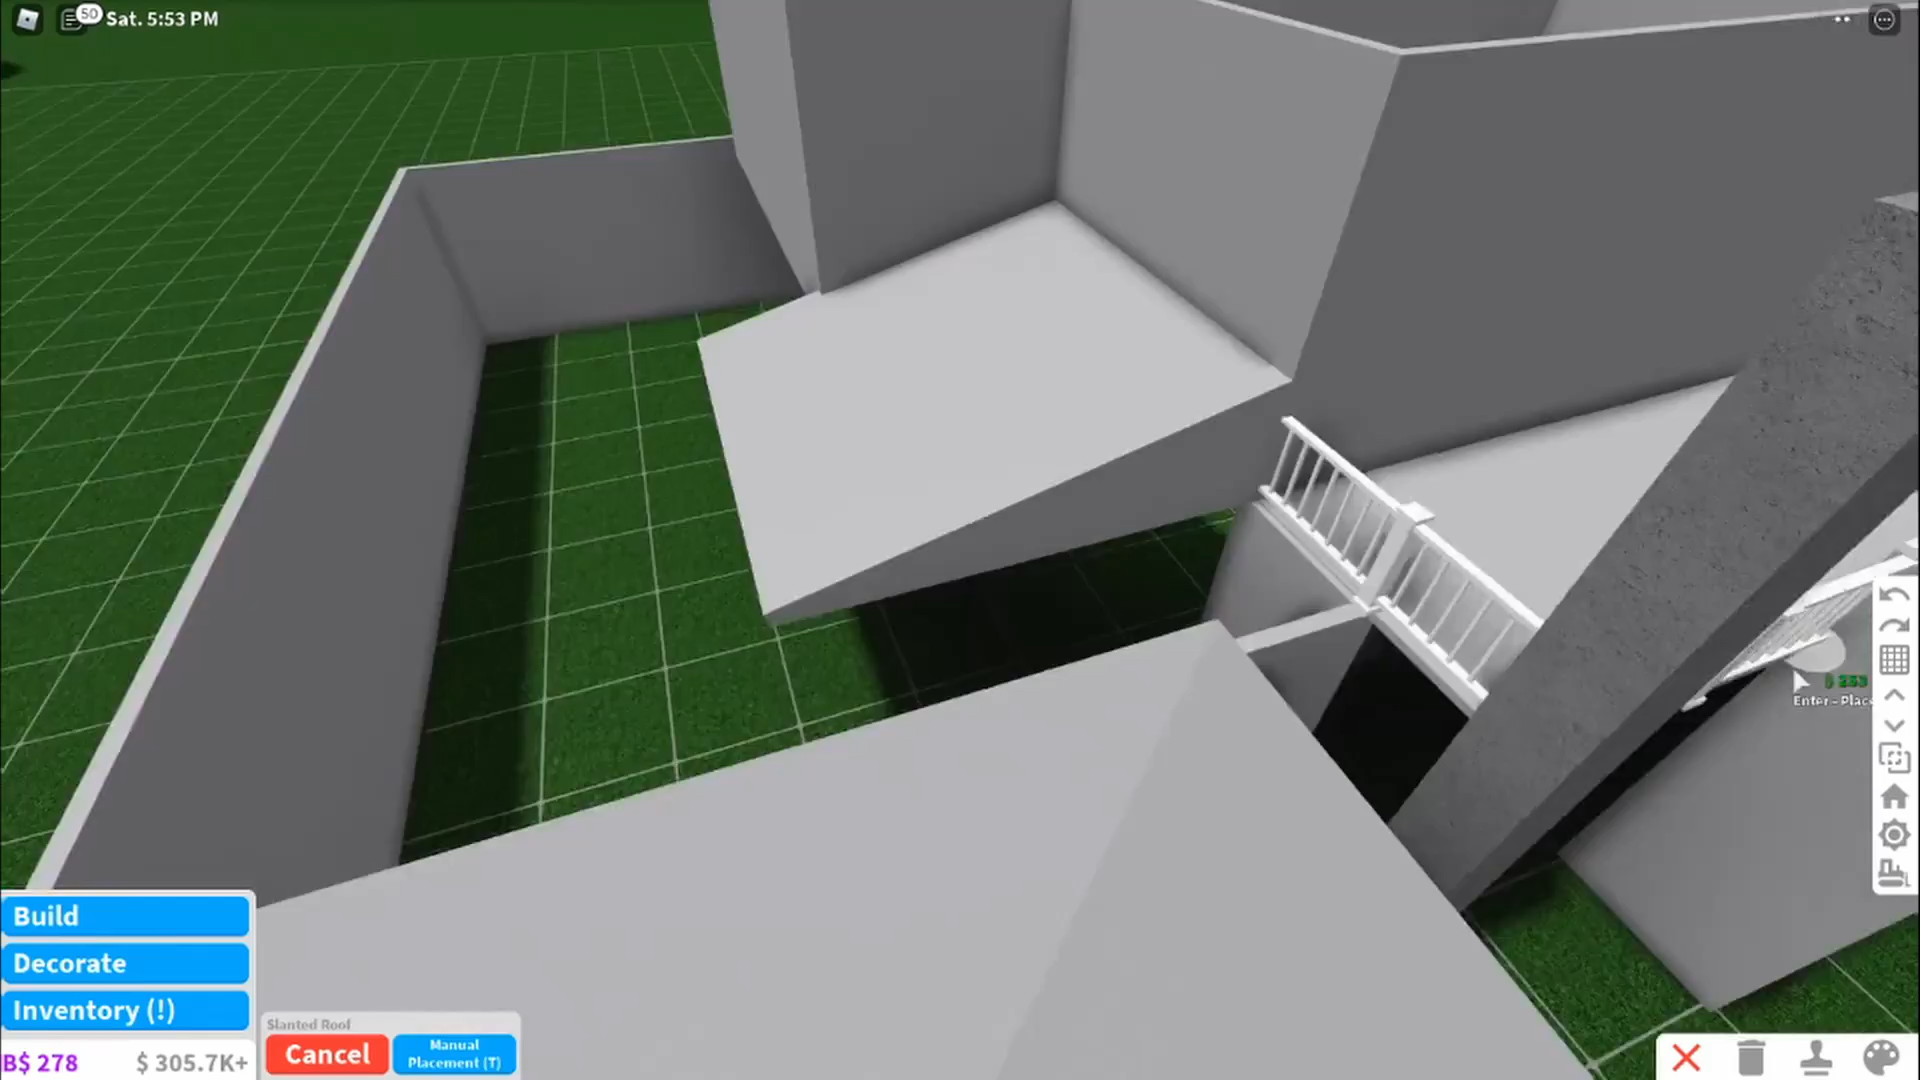 50
Sat. 5:53 PM
Enter - Place
Build
Decorate
Inventory (!)
B$ 278
$ 305.7K+
Slanted Roof
Cancel
Manual
Placement (T)